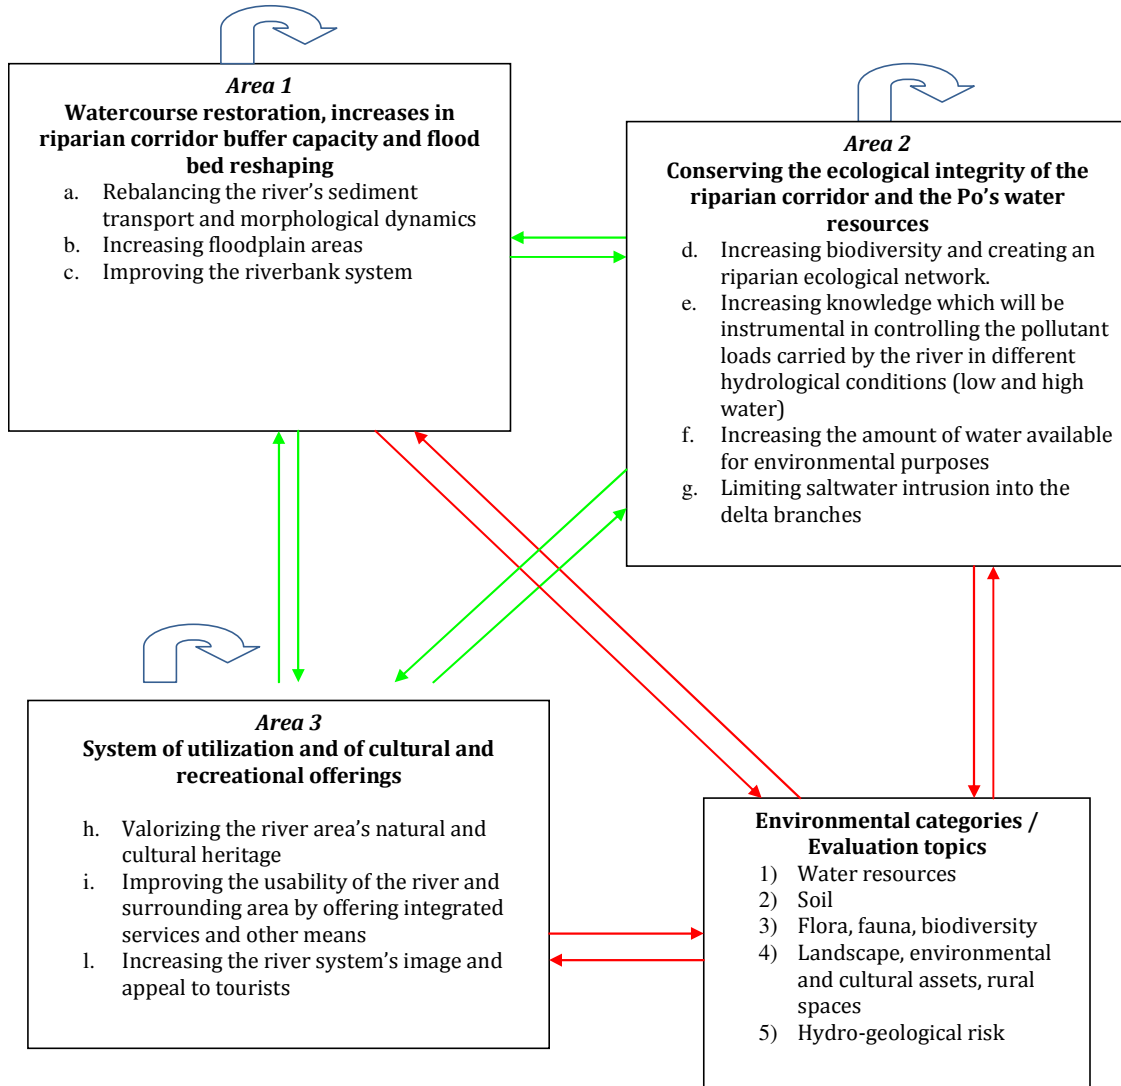 Area 1
Watercourse restoration, increases in
riparian corridor buffer capacity and flood
bed reshaping
a. Rebalancing the river's sediment
transport and morphological dynamics
b. Increasing floodplain areas
c. Improving the riverbank system
Area 2
Conserving the ecological integrity of the
riparian corridor and the Po's water
resources
d. Increasing biodiversity and creating an
riparian ecological network.
e. Increasing knowledge which will be
instrumental in controlling the pollutant
loads carried by the river in different
hydrological conditions (low and high
water)
f. Increasing the amount of water available
for environmental purposes
g. Limiting saltwater intrusion into the
delta branches
Area 3
System of utilization and of cultural and
recreational offerings
h. Valorizing the river area's natural and
cultural heritage
i. Improving the usability of the river and
surrounding area by offering integrated
services and other means
l. Increasing the river system's image and
appeal to tourists
Environmental categories /
Evaluation topics
1) Water resources
2) Soil
3) Flora, fauna, biodiversity
4) Landscape, environmental
and cultural assets, rural
spaces
5) Hydro-geological risk